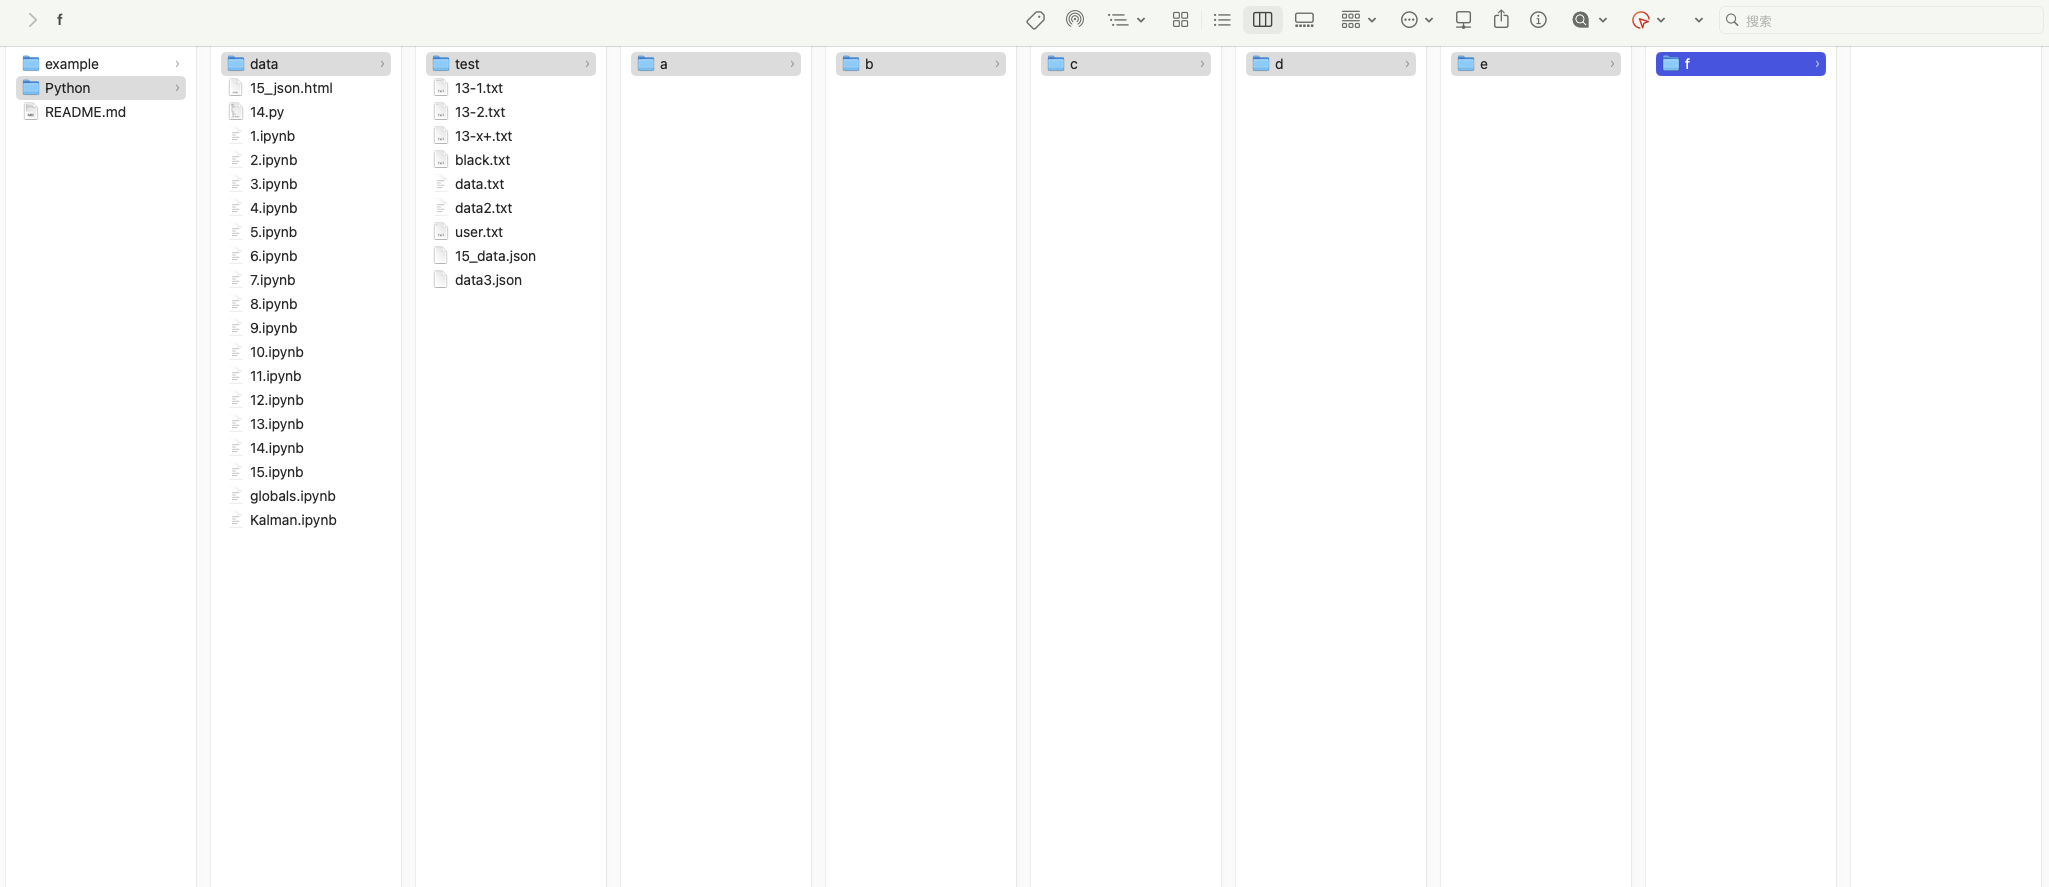 f
搜索
example
Python
README.md
data
15_json.html
14.py
1.ipynb
2.ipynb
3.ipynb
4.ipynb
5.ipynb
6.ipynb
7.ipynb
8.ipynb
9.ipynb
10.ipynb
11.ipynb
12.ipynb
13.ipynb
14.ipynb
15.ipynb
globals.ipynb
Kalman.ipynb
test
13-1.txt
13-2.txt
13-x+.txt
black.txt
data.txt
data2.txt
user.txt
15_data.json
data3.json
a
b
c
d
e
f